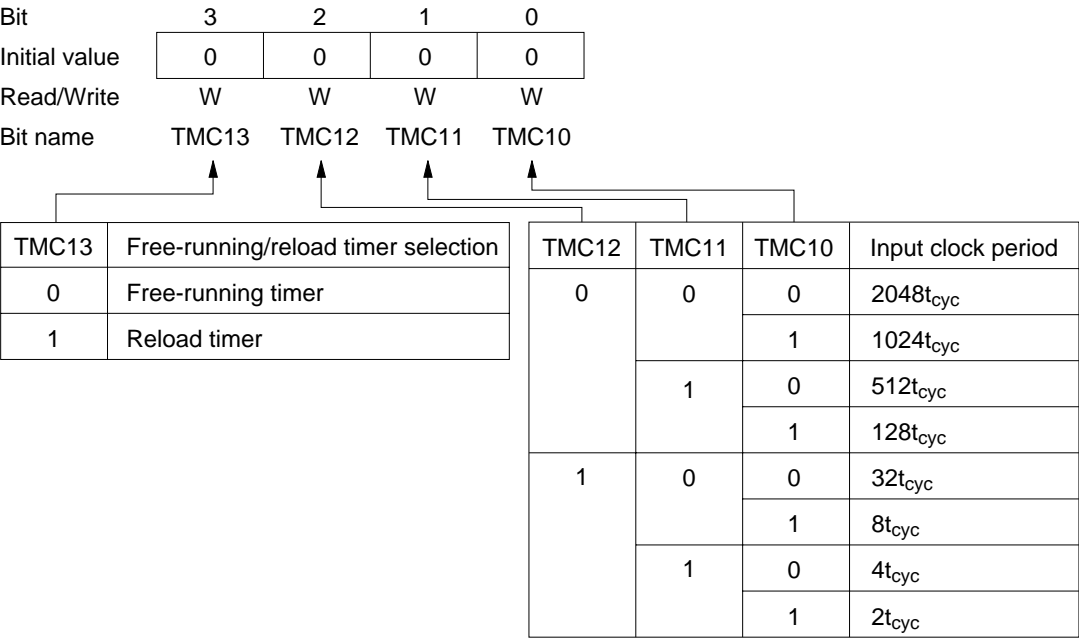 Bit 3 2 1 0
Initial value 0 0 0 0
Read/Write W W W W
Bit name TMC13 TMC12 TMC11 TMC10
TMC13 Free-running/reload timer selection
0 Free-running timer
1 Reload timer
TMC12 TMC11 TMC10 Input clock period
0 0 0 2048tcyc
1 1024tcyc
1 0 512tcyc
1 128tcyc
1 0 0 32tcyc
1 8tcyc
1 0 4tcyc
1 2tcyc